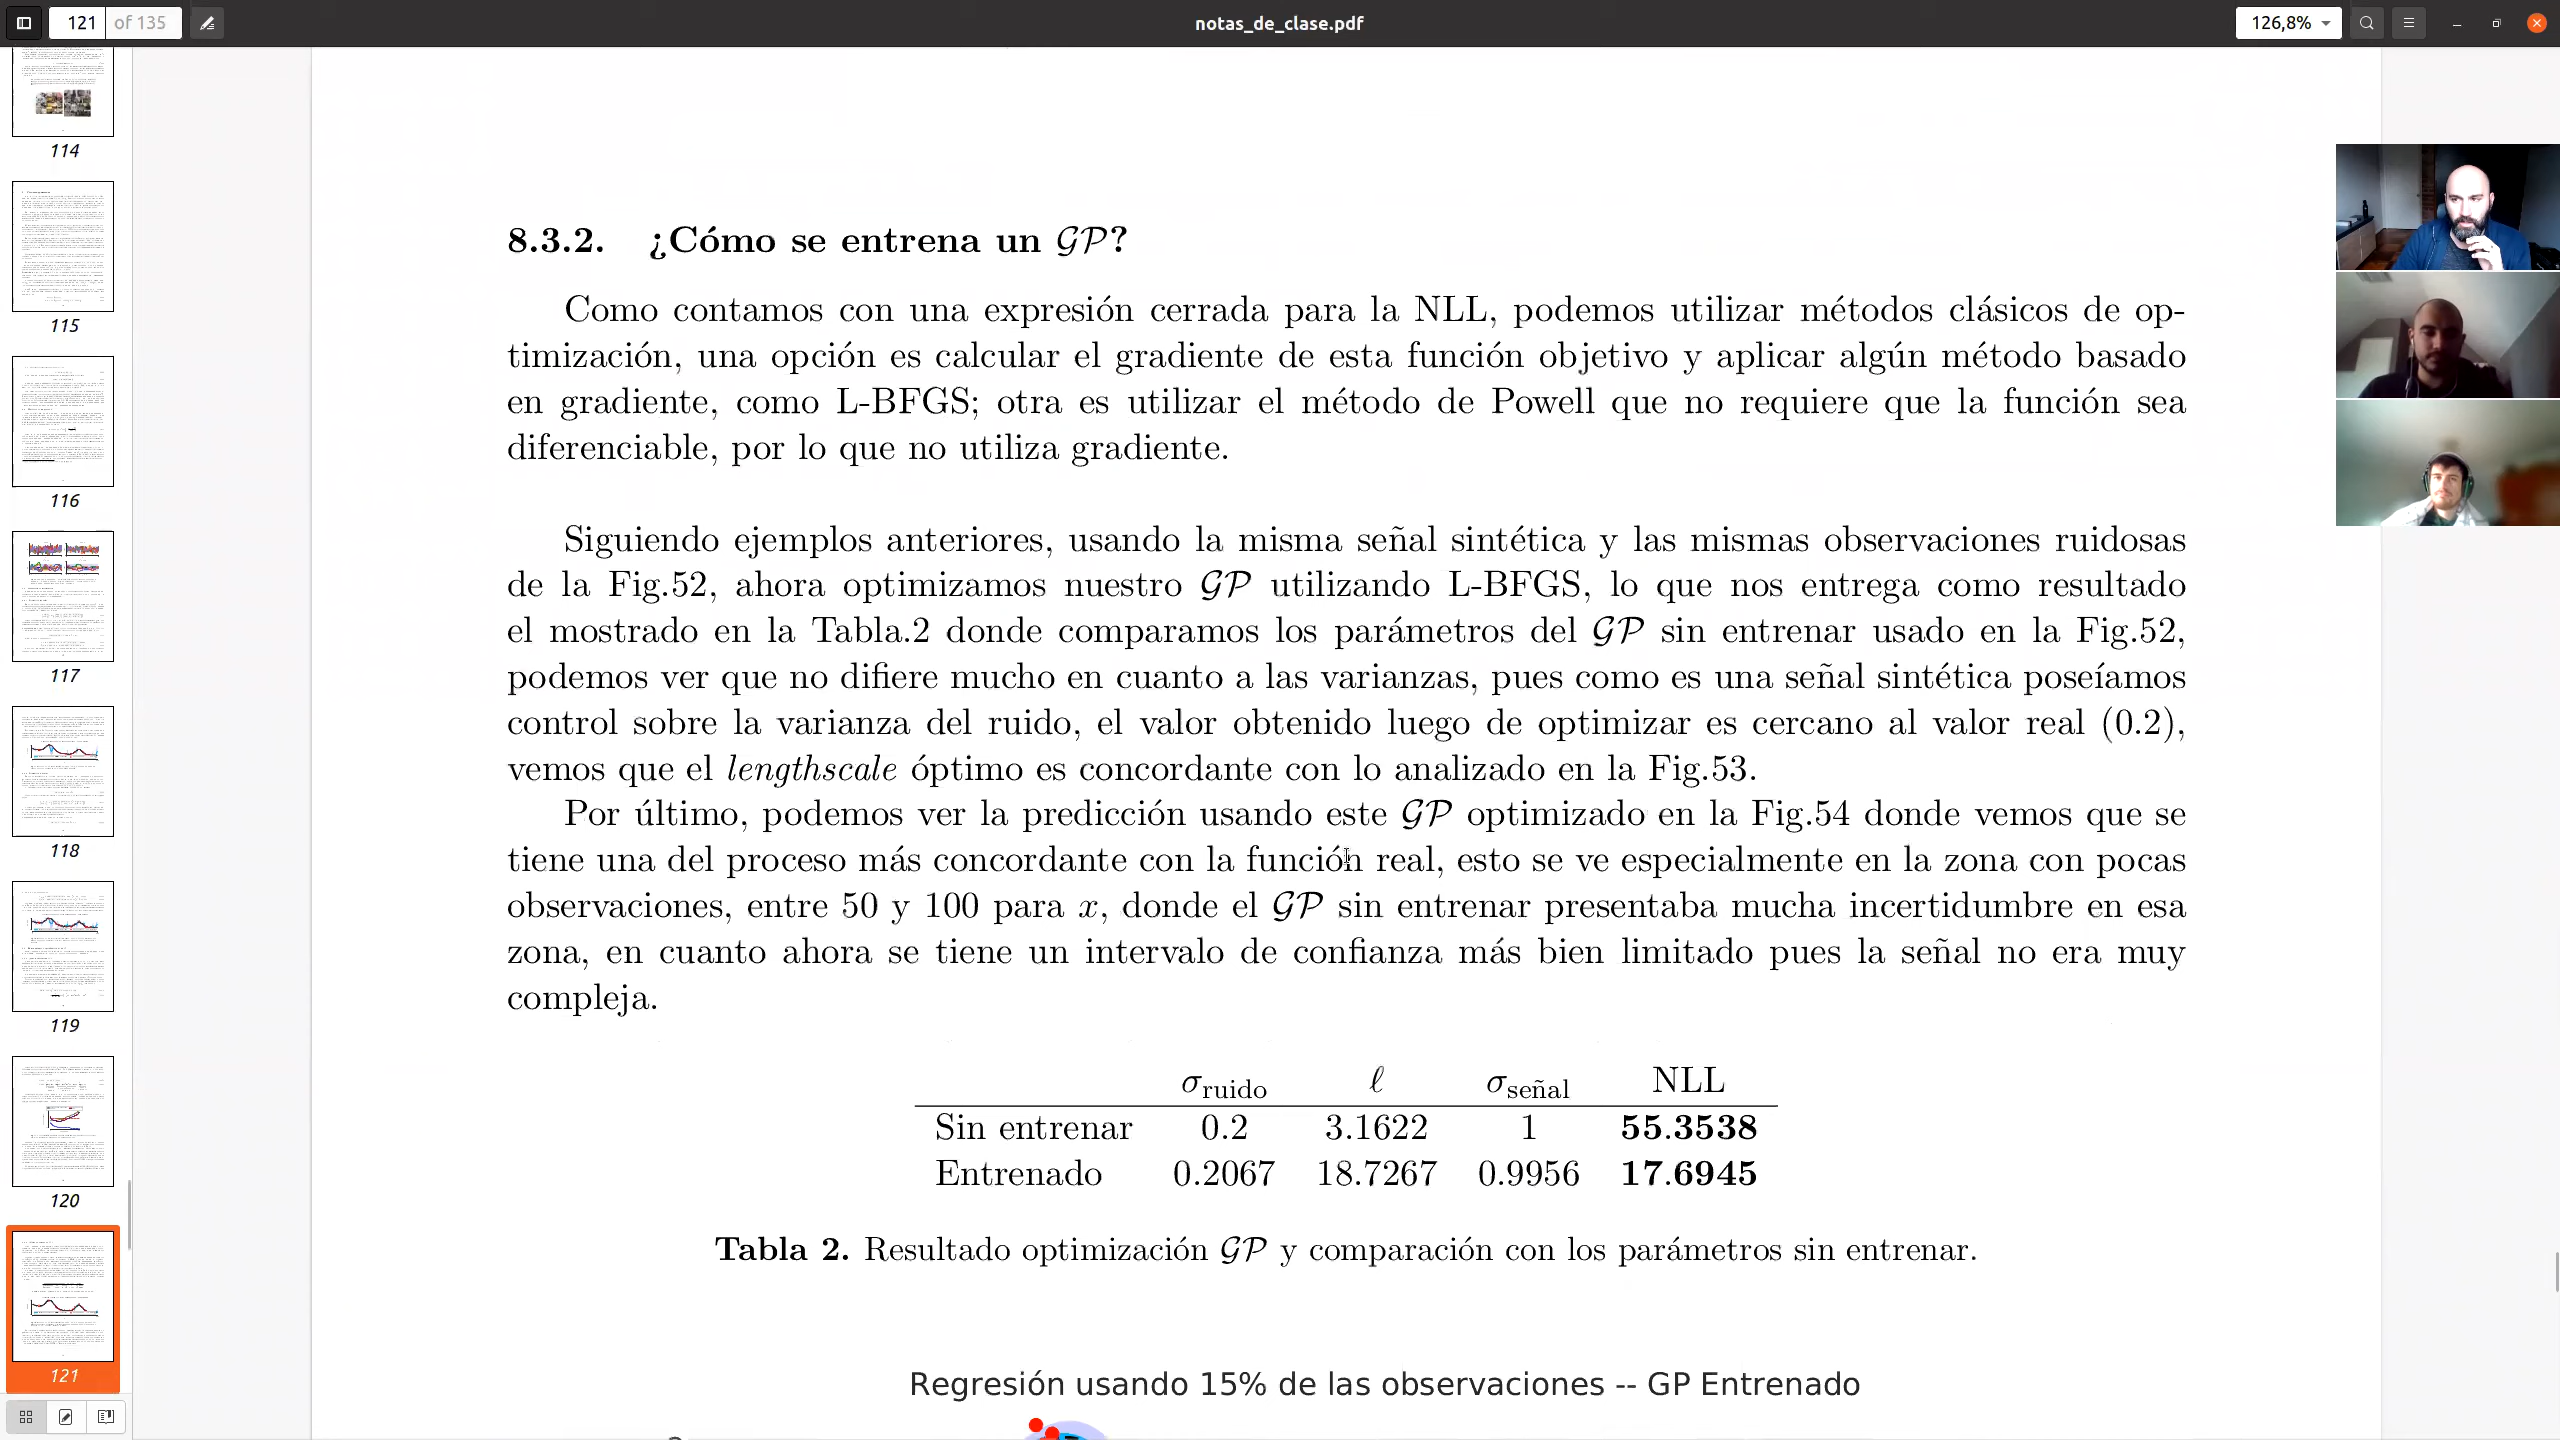 121 of 135
notas_de_clase.pdf
126,8%
114
115
116
117
118
119
120
121
8.3.2. ¿Cómo se entrena un 𝒢𝒫?
Como contamos con una expresión cerrada para la NLL, podemos utilizar métodos clásicos de op-
timización, una opción es calcular el gradiente de esta función objetivo y aplicar algún método basado
en gradiente, como L-BFGS; otra es utilizar el método de Powell que no requiere que la función sea
diferenciable, por lo que no utiliza gradiente.
Siguiendo ejemplos anteriores, usando la misma señal sintética y las mismas observaciones ruidosas
de la Fig.52, ahora optimizamos nuestro 𝒢𝒫 utilizando L-BFGS, lo que nos entrega como resultado
el mostrado en la Tabla.2 donde comparamos los parámetros del 𝒢𝒫 sin entrenar usado en la Fig.52,
podemos ver que no difiere mucho en cuanto a las varianzas, pues como es una señal sintética poseíamos
control sobre la varianza del ruido, el valor obtenido luego de optimizar es cercano al valor real (0.2),
vemos que el lengthscale óptimo es concordante con lo analizado en la Fig.53.
Por último, podemos ver la predicción usando este 𝒢𝒫 optimizado en la Fig.54 donde vemos que se
tiene una del proceso más concordante con la función real, esto se ve especialmente en la zona con pocas
observaciones, entre 50 y 100 para x, donde el 𝒢𝒫 sin entrenar presentaba mucha incertidumbre en esa
zona, en cuanto ahora se tiene un intervalo de confianza más bien limitado pues la señal no era muy
compleja.
σruido ℓ σseñal NLL
Sin entrenar 0.2 3.1622 1 55.3538
Entrenado 0.2067 18.7267 0.9956 17.6945
Tabla 2. Resultado optimización 𝒢𝒫 y comparación con los parámetros sin entrenar.
Regresión usando 15% de las observaciones -- GP Entrenado